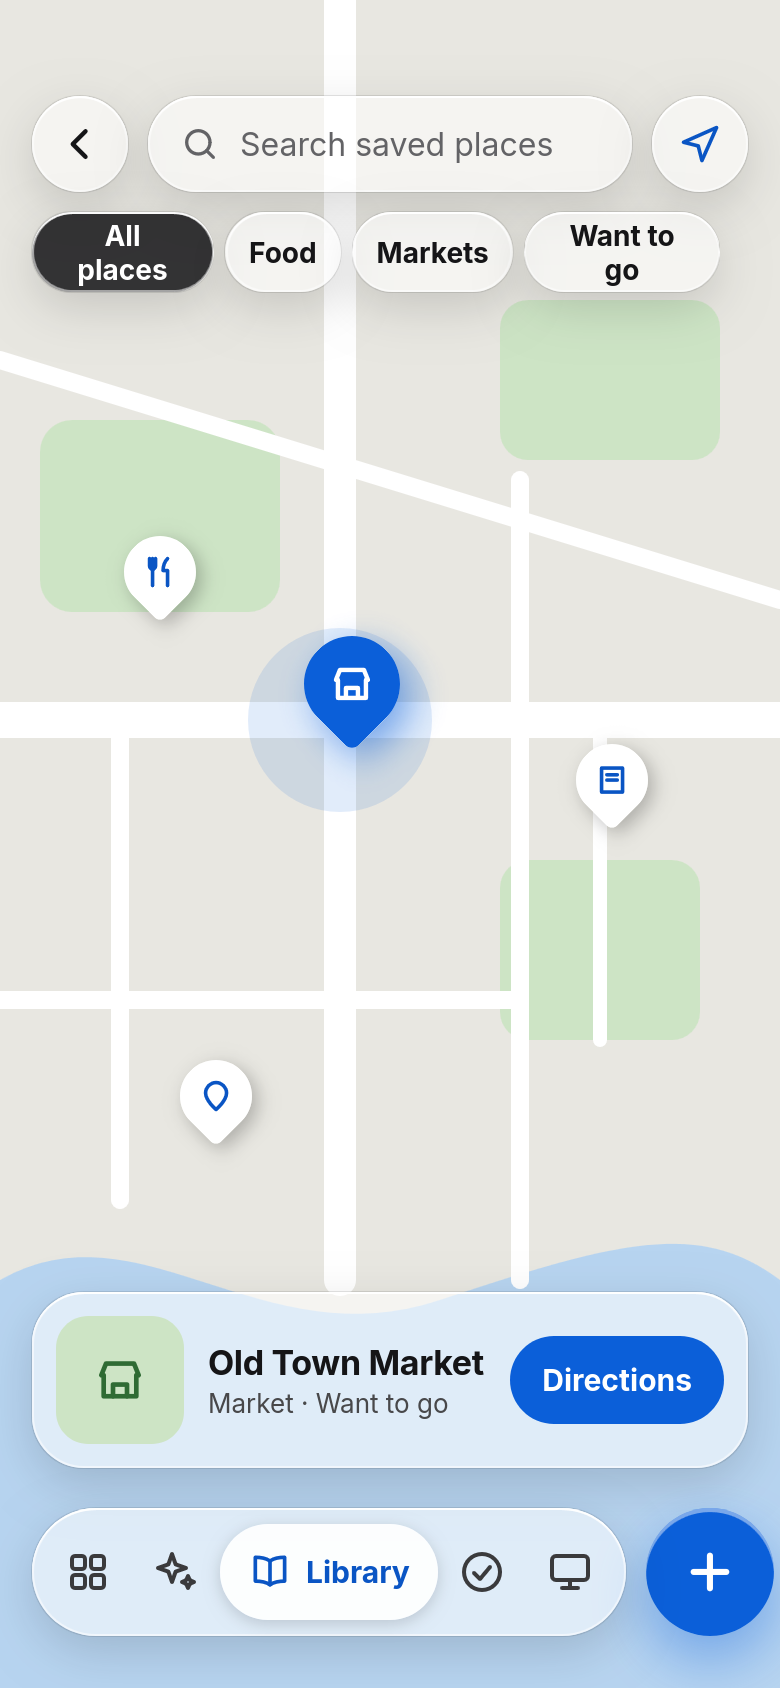 Search saved places
All
places
Food
Markets
Want to
go
Old Town Market
Market · Want to go
Directions
Library